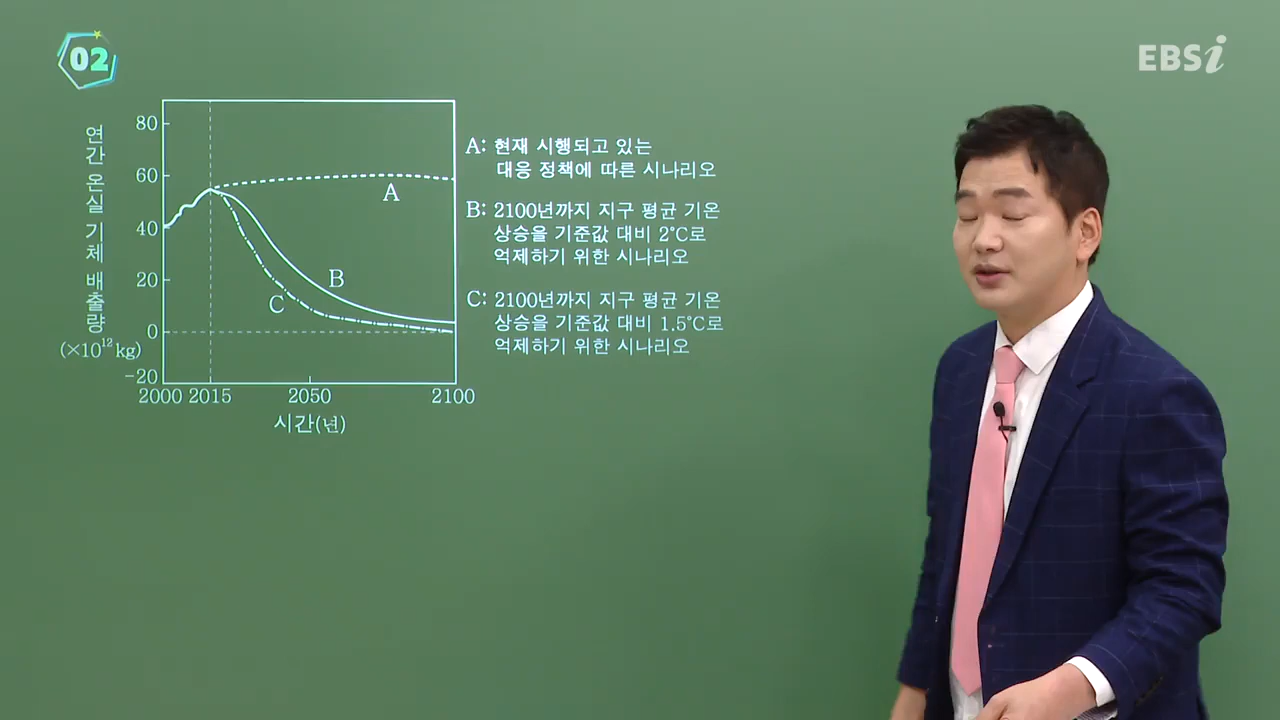 02
EBSi
연간 온실 기체 배출량
(×10¹²kg)
80
60
40
20
0
-20
2000 2015 2050 2100
시간(년)
A
B
C
A: 현재 시행되고 있는
대응 정책에 따른 시나리오
B: 2100년까지 지구 평균 기온
상승을 기준값 대비 2℃로
억제하기 위한 시나리오
C: 2100년까지 지구 평균 기온
상승을 기준값 대비 1.5℃로
억제하기 위한 시나리오